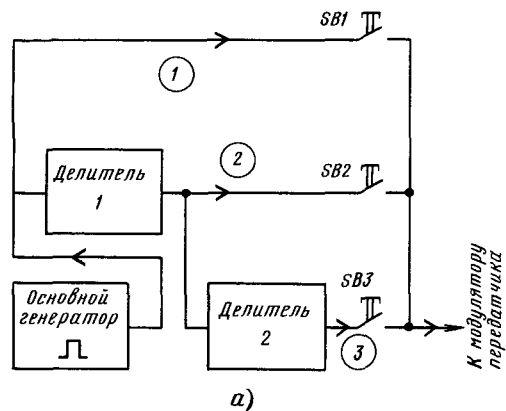 SB1
1
2
SB2
Делитель
1
SB3
Основной
генератор
Делитель
2
3
К модулятору
передатчика
а)